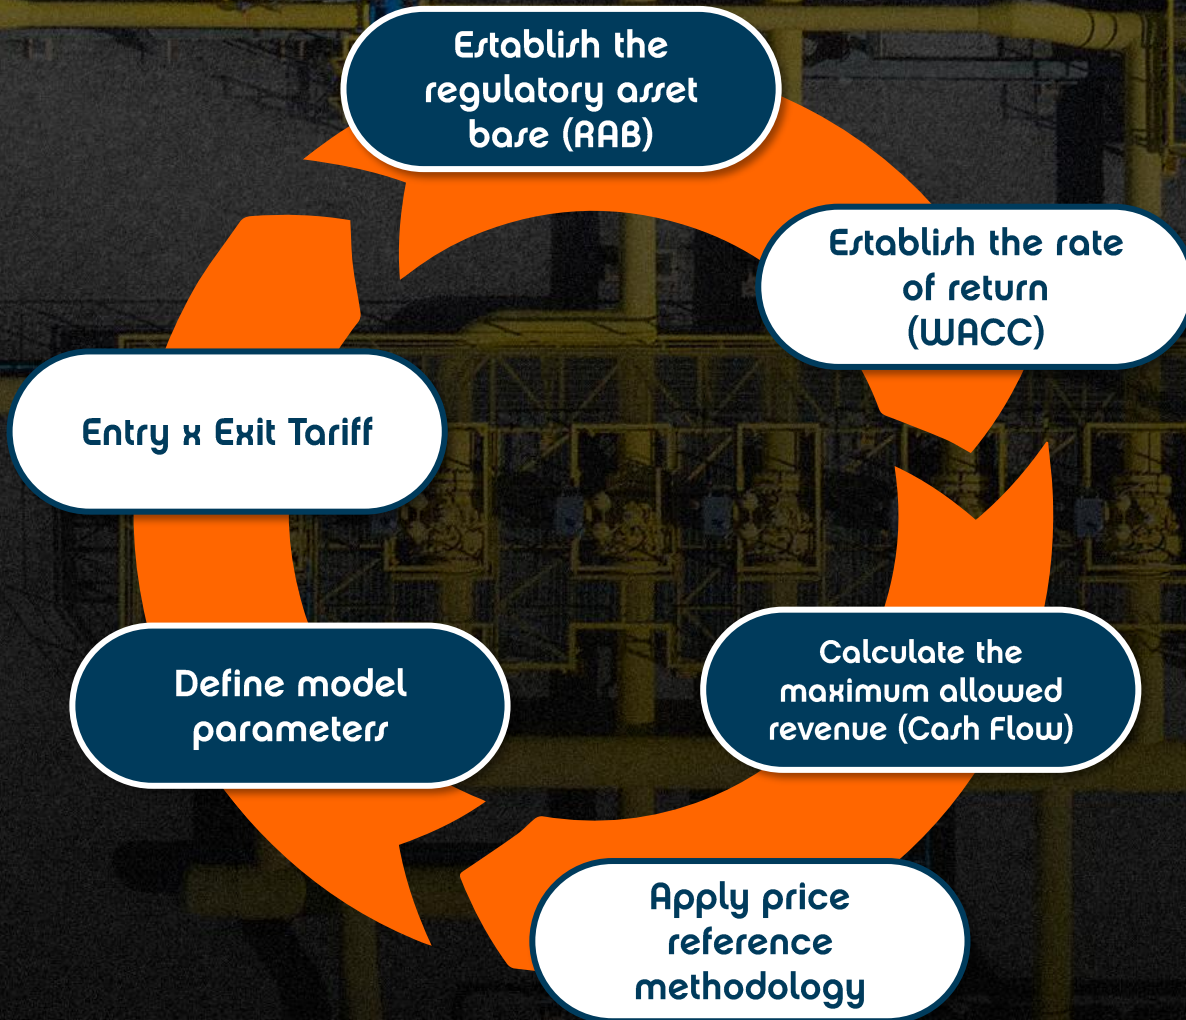 Establish the
regulatory asset
base (RAB)
Establish the rate
of return
(WACC)
Calculate the
maximum allowed
revenue (Cash Flow)
Apply price
reference
methodology
Define model
parameters
Entry x Exit Tariff